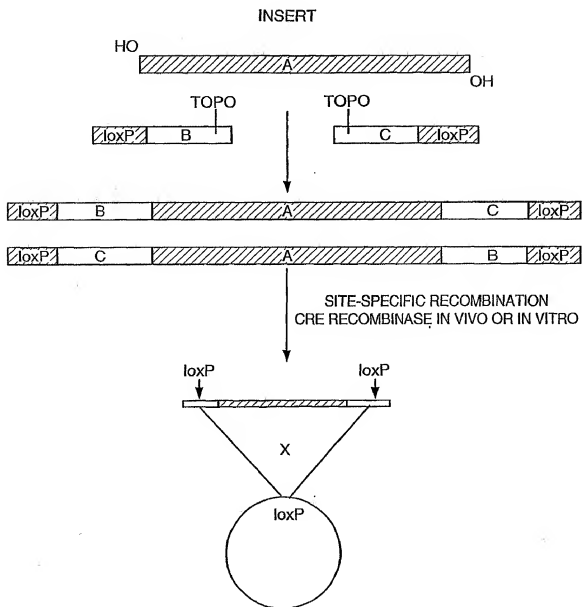 INSERT
HO
A
OH
TOPO
TOPO
loxP B
C loxP
loxP B A C loxP
loxP C A B loxP
SITE-SPECIFIC RECOMBINATION
CRE RECOMBINASE IN VIVO OR IN VITRO
loxP
loxP
X
loxP